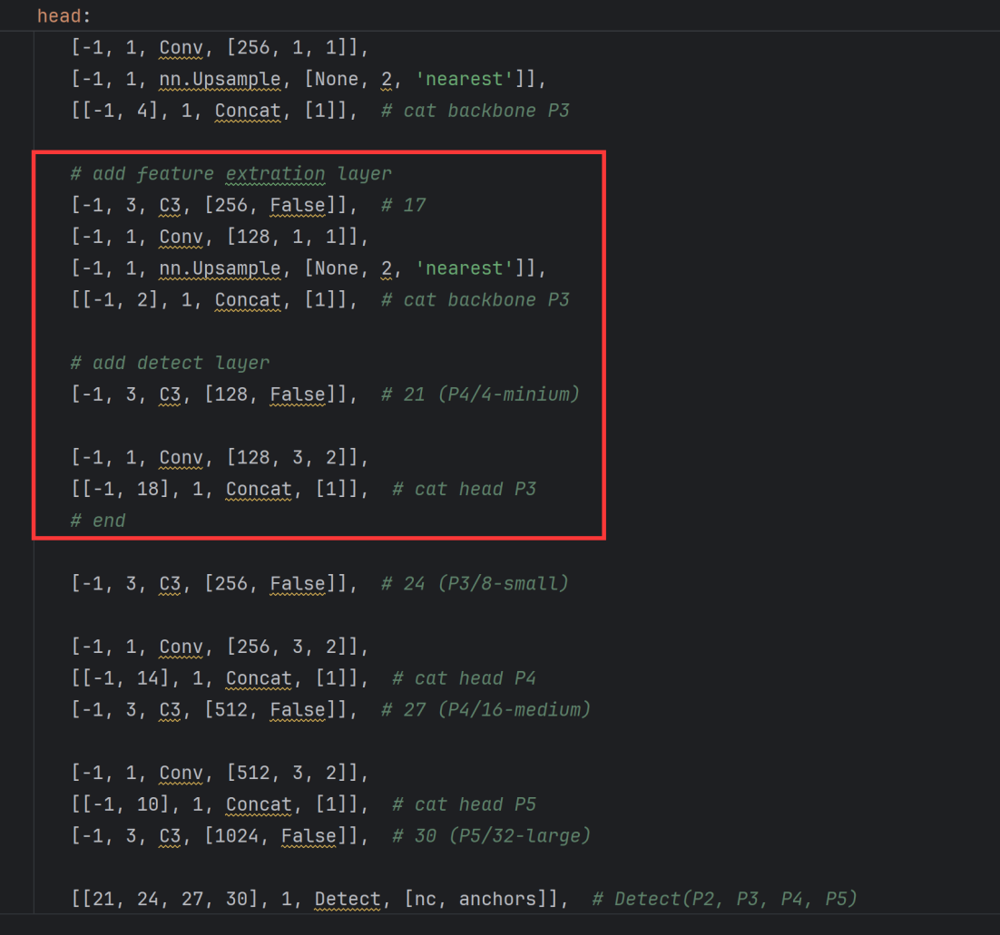 head:
[-1, 1, Conv, [256, 1, 1]],
[-1, 1, nn.Upsample, [None, 2, 'nearest']],
[[-1, 4], 1, Concat, [1]],  # cat backbone P3
# add feature extration layer
[-1, 3, C3, [256, False]],  # 17
[-1, 1, Conv, [128, 1, 1]],
[-1, 1, nn.Upsample, [None, 2, 'nearest']],
[[-1, 2], 1, Concat, [1]],  # cat backbone P3
# add detect layer
[-1, 3, C3, [128, False]],  # 21 (P4/4-minium)
[-1, 1, Conv, [128, 3, 2]],
[[-1, 18], 1, Concat, [1]],  # cat head P3
# end
[-1, 3, C3, [256, False]],  # 24 (P3/8-small)
[-1, 1, Conv, [256, 3, 2]],
[[-1, 14], 1, Concat, [1]],  # cat head P4
[-1, 3, C3, [512, False]],  # 27 (P4/16-medium)
[-1, 1, Conv, [512, 3, 2]],
[[-1, 10], 1, Concat, [1]],  # cat head P5
[-1, 3, C3, [1024, False]],  # 30 (P5/32-large)
[[21, 24, 27, 30], 1, Detect, [nc, anchors]],  # Detect(P2, P3, P4, P5)